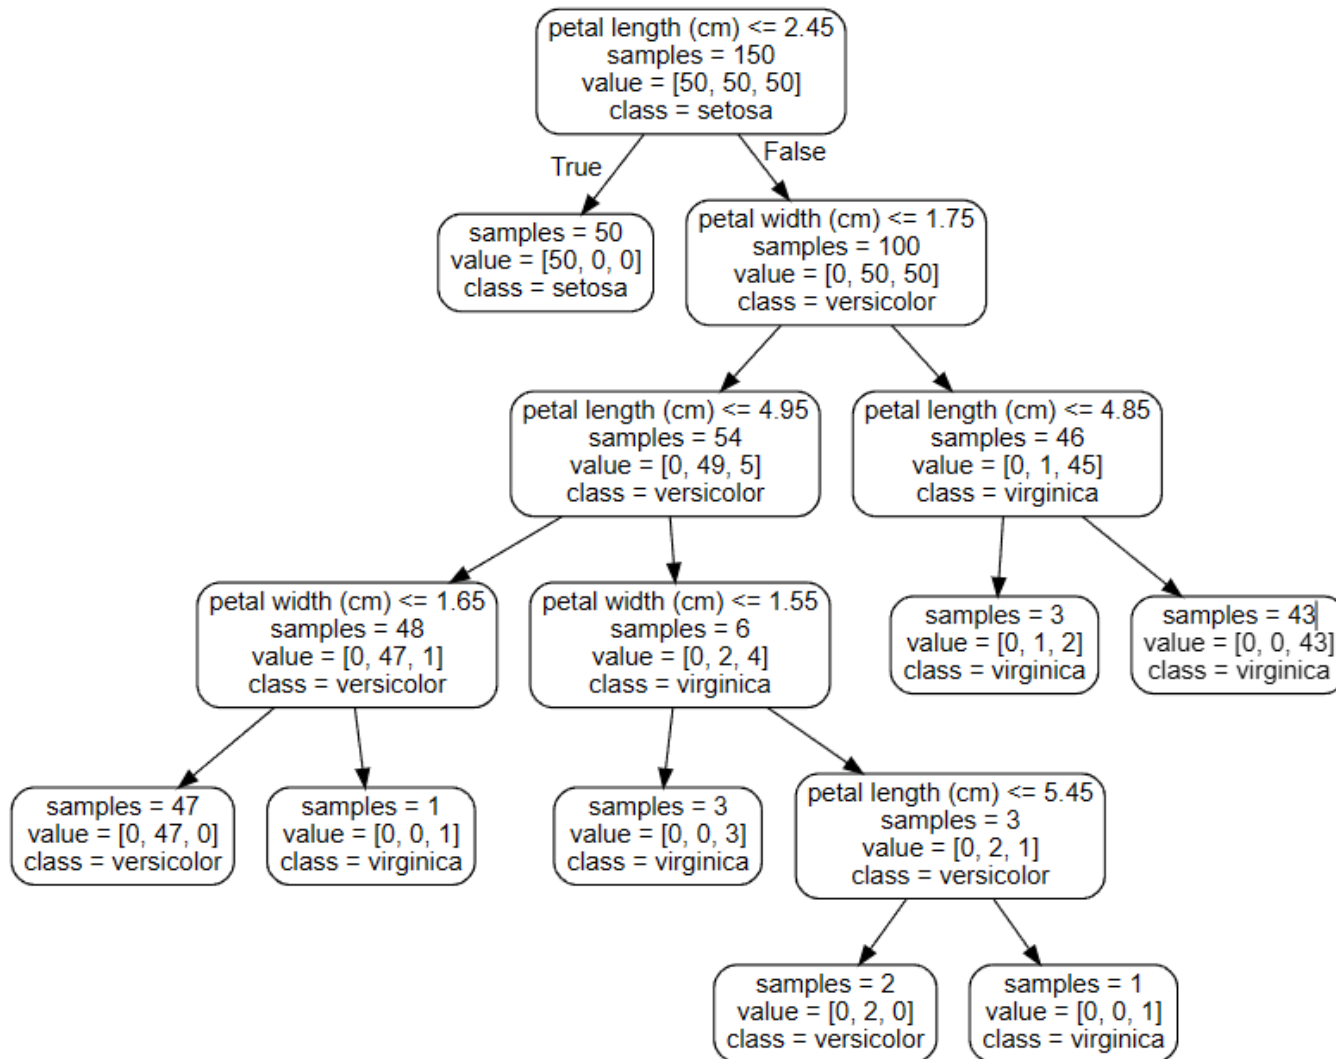 petal length (cm) <= 2.45
samples = 150
value = [50, 50, 50]
class = setosa
True
False
samples = 50
value = [50, 0, 0]
class = setosa
petal width (cm) <= 1.75
samples = 100
value = [0, 50, 50]
class = versicolor
petal length (cm) <= 4.95
samples = 54
value = [0, 49, 5]
class = versicolor
petal length (cm) <= 4.85
samples = 46
value = [0, 1, 45]
class = virginica
petal width (cm) <= 1.65
samples = 48
value = [0, 47, 1]
class = versicolor
petal width (cm) <= 1.55
samples = 6
value = [0, 2, 4]
class = virginica
samples = 3
value = [0, 1, 2]
class = virginica
samples = 43
value = [0, 0, 43]
class = virginica
samples = 47
value = [0, 47, 0]
class = versicolor
samples = 1
value = [0, 0, 1]
class = virginica
samples = 3
value = [0, 0, 3]
class = virginica
petal length (cm) <= 5.45
samples = 3
value = [0, 2, 1]
class = versicolor
samples = 2
value = [0, 2, 0]
class = versicolor
samples = 1
value = [0, 0, 1]
class = virginica